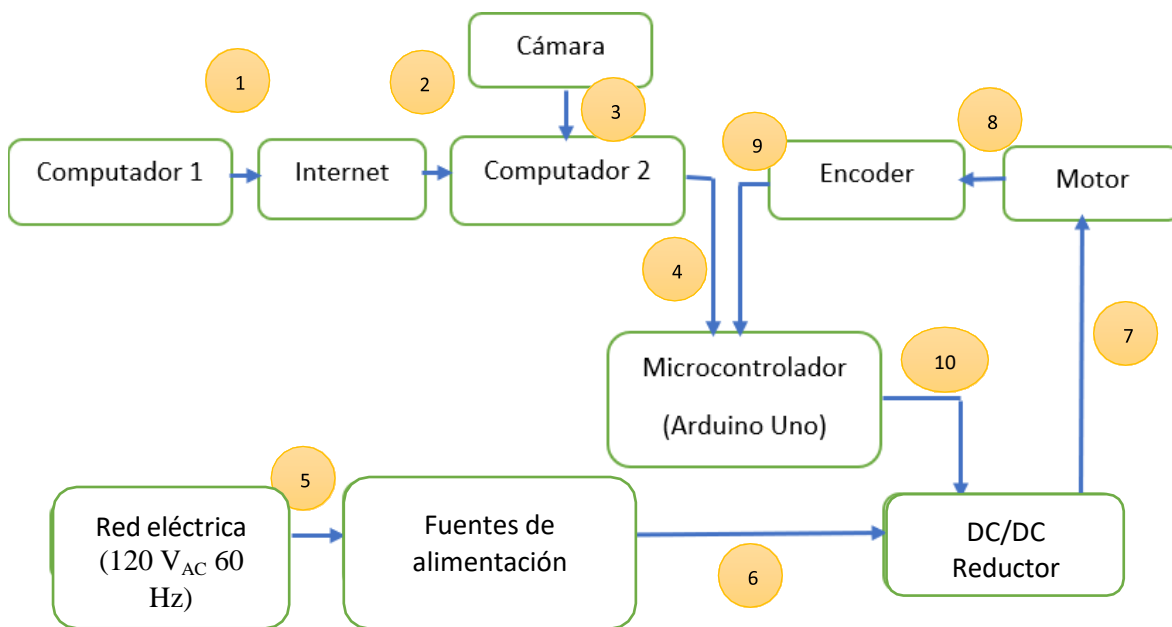 Cámara
1
2
3
Computador 1
Internet
Computador 2
9
Encoder
8
Motor
4
7
Microcontrolador
(Arduino Uno)
10
5
Red eléctrica
(120 VAC 60
Hz)
Fuentes de
alimentación
6
DC/DC
Reductor